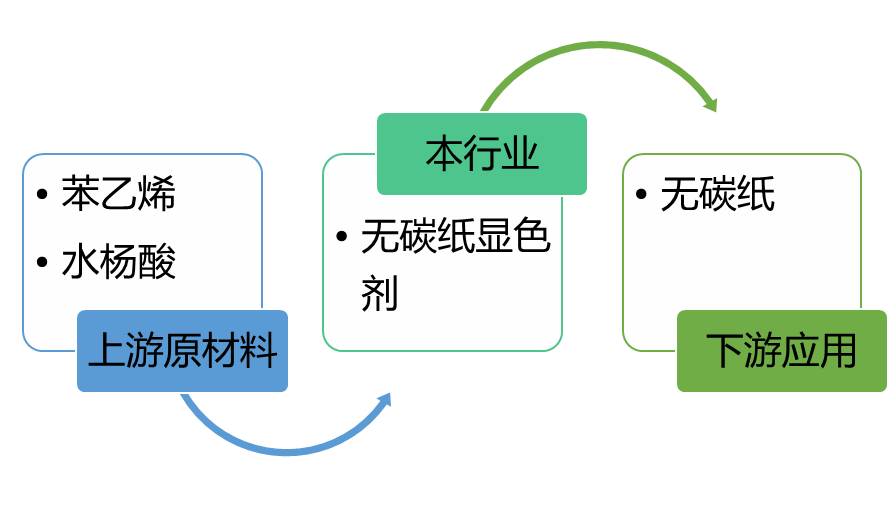 • 苯乙烯
• 水杨酸
上游原材料
本行业
• 无碳纸显色
剂
• 无碳纸
下游应用